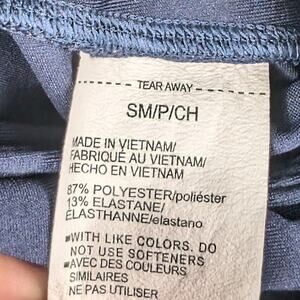 --- TEAR AWAY ---
SM/P/CH
MADE IN VIETNAM/
FABRIQUÉ AU VIETNAM/
HECHO EN VIETNAM
87% POLYESTER/poliéster
13% ELASTANE/
ÉLASTHANNE/elastano
WITH LIKE COLORS. DO
NOT USE SOFTENERS
AVEC DES COULEURS
SIMILAIRES
NE PAS UTILISER